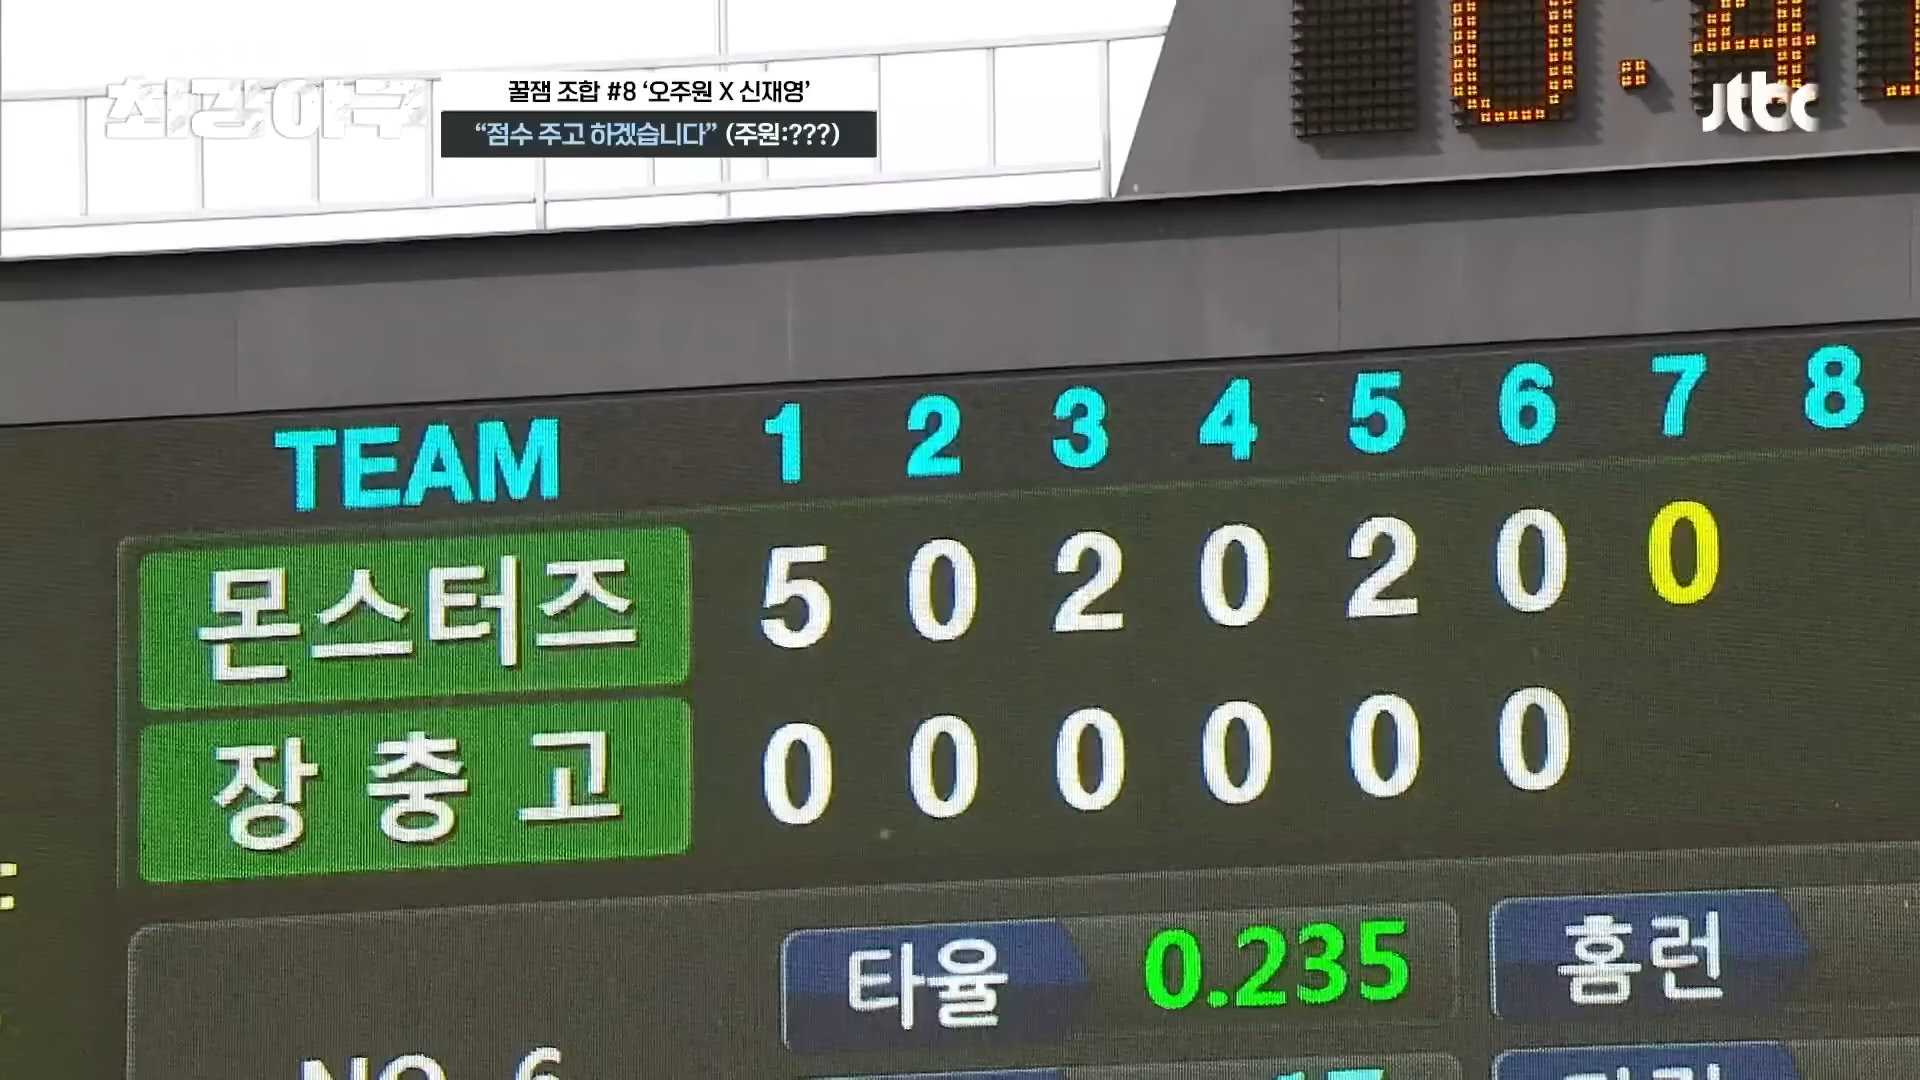 최강야구
꿀잼 조합 #8 ‘오주원 X 신재영’
“점수 주고 하겠습니다” (주원:???)
jtbc
TEAM 1 2 3 4 5 6 7 8
몬스터즈 5 0 2 0 2 0 0
장충고 0 0 0 0 0 0
타율 0.235 홈런
NO. 6